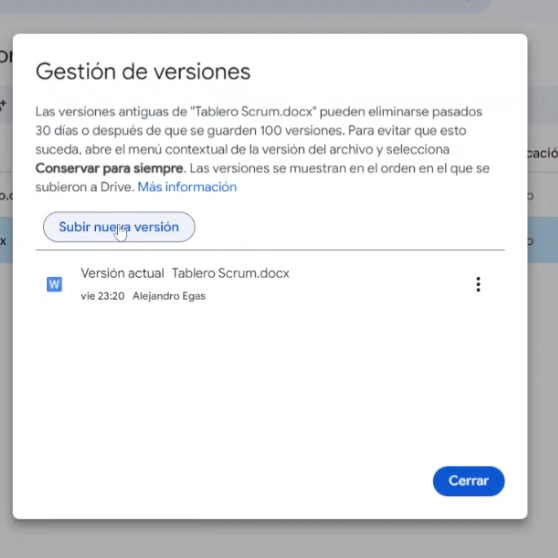 Gestión de versiones
Las versiones antiguas de "Tablero Scrum.docx" pueden eliminarse pasados
30 días o después de que se guarden 100 versiones. Para evitar que esto
suceda, abre el menú contextual de la versión del archivo y selecciona
Conservar para siempre. Las versiones se muestran en el orden en el que se
subieron a Drive. Más información
Subir nueva versión
W
Versión actual Tablero Scrum.docx
vie 23:20 Alejandro Egas
Cerrar